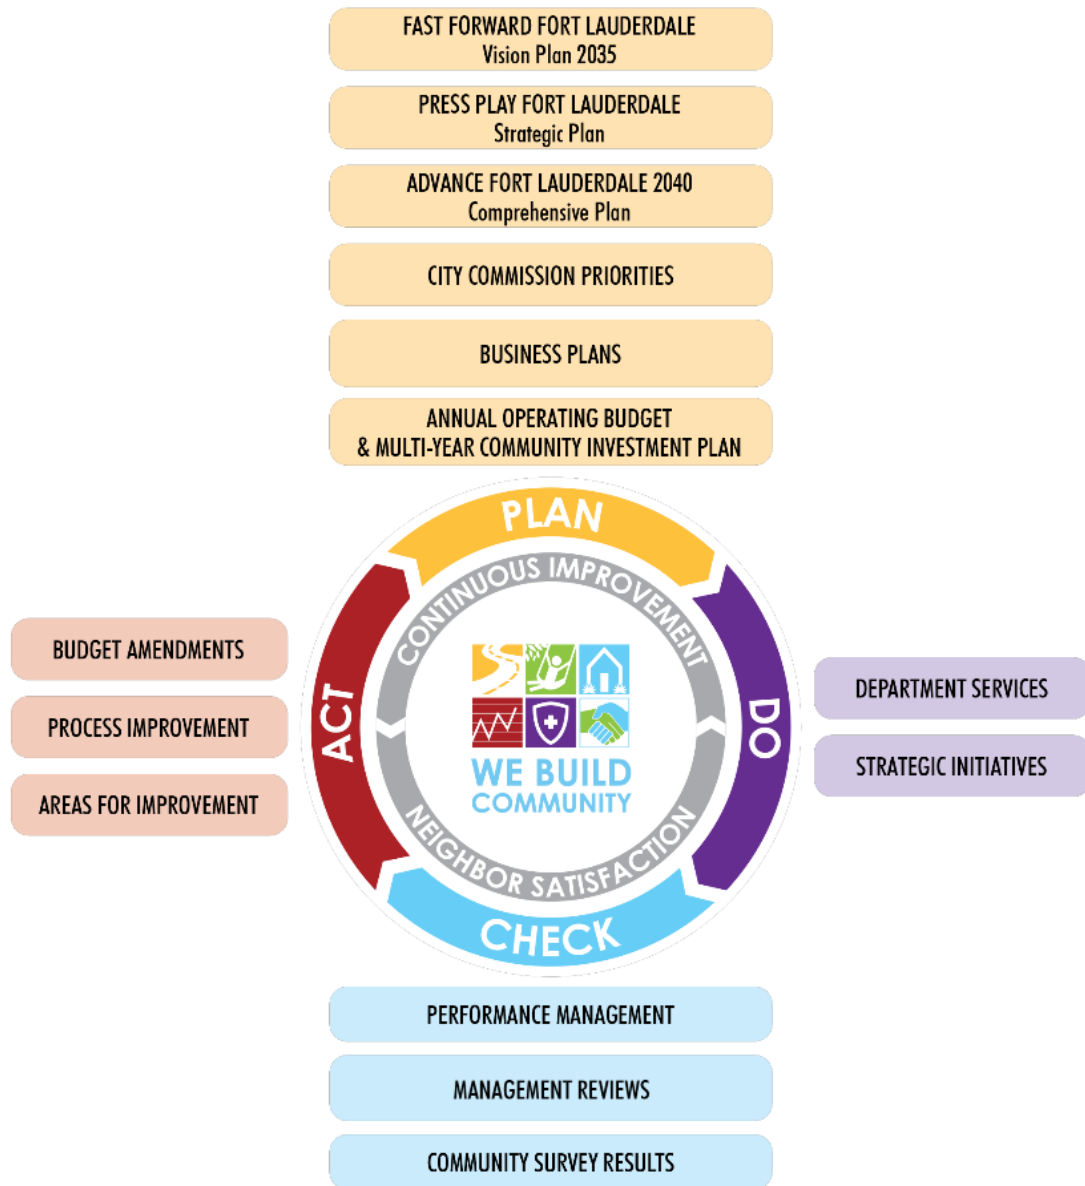 FAST FORWARD FORT LAUDERDALE
Vision Plan 2035
PRESS PLAY FORT LAUDERDALE
Strategic Plan
ADVANCE FORT LAUDERDALE 2040
Comprehensive Plan
CITY COMMISSION PRIORITIES
BUSINESS PLANS
ANNUAL OPERATING BUDGET
& MULTI-YEAR COMMUNITY INVESTMENT PLAN
PLAN
CONTINUOUS IMPROVEMENT
BUDGET AMENDMENTS
PROCESS IMPROVEMENT
AREAS FOR IMPROVEMENT
ACT
WE BUILD
COMMUNITY
DO
DEPARTMENT SERVICES
STRATEGIC INITIATIVES
NEIGHBOR SATISFACTION
CHECK
PERFORMANCE MANAGEMENT
MANAGEMENT REVIEWS
COMMUNITY SURVEY RESULTS